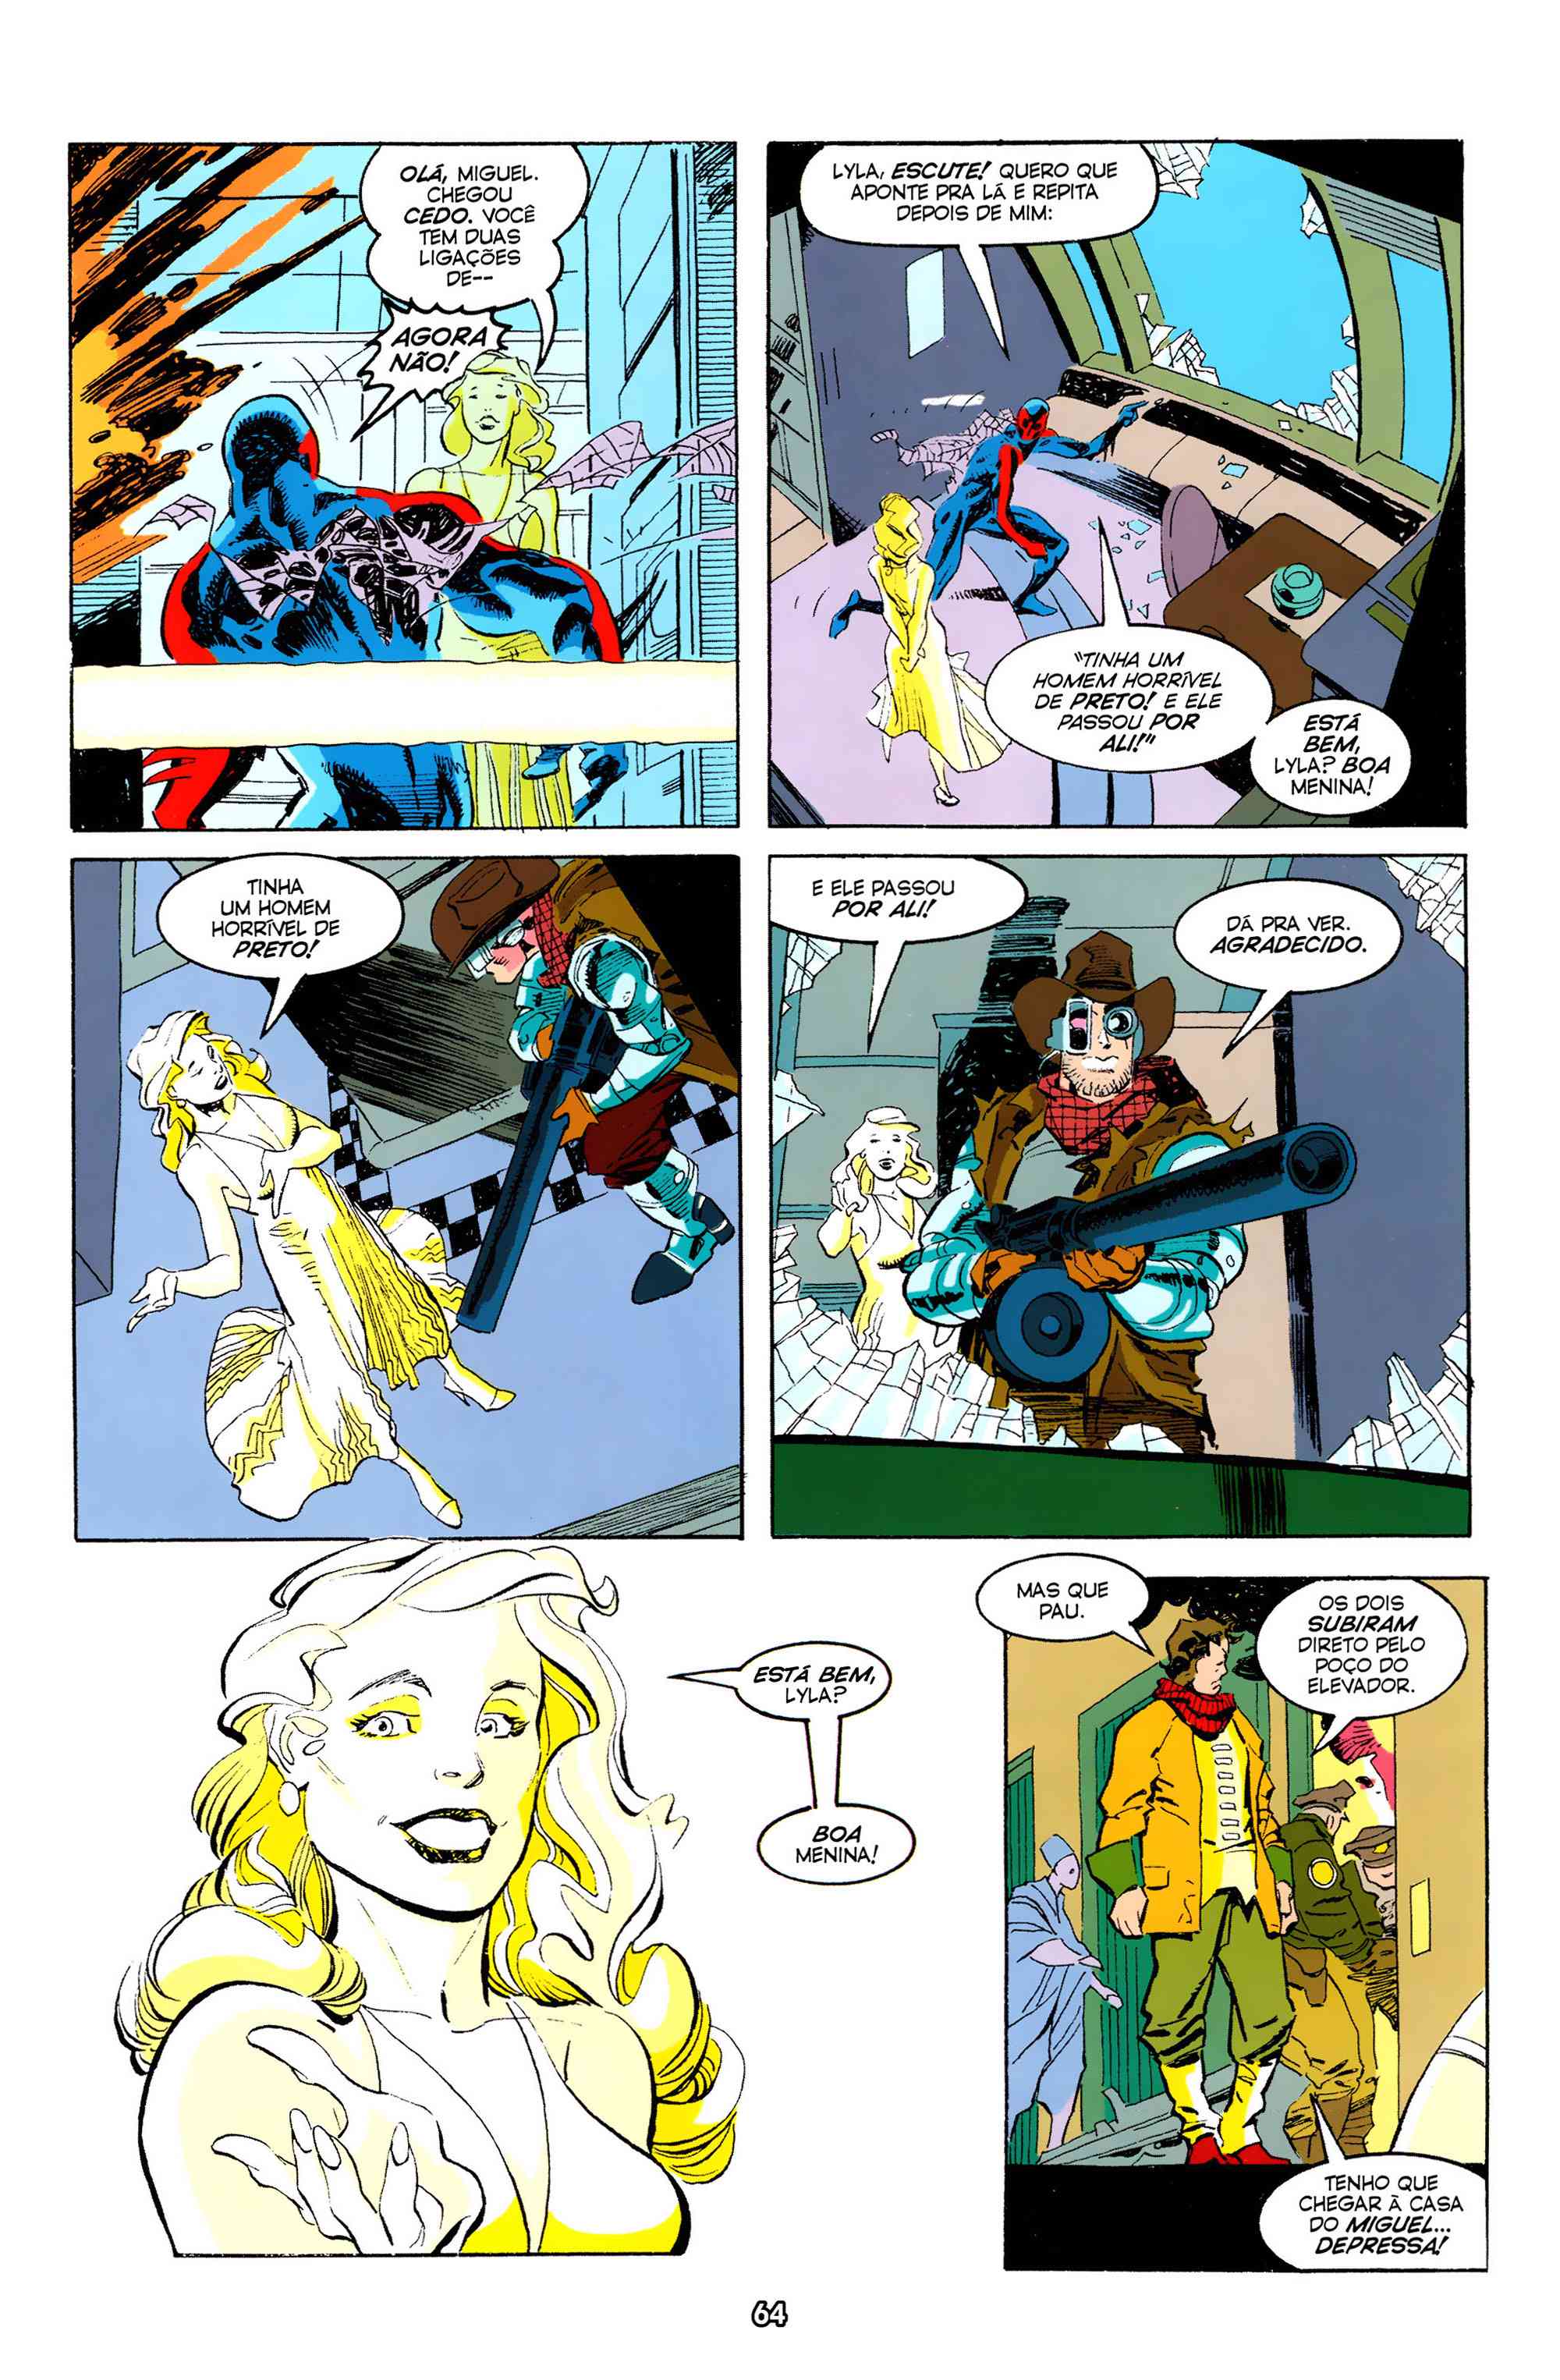 OLÁ, MIGUEL.
CHEGOU
CEDO. VOCÊ
TEM DUAS
LIGAÇÕES
DE--
AGORA
NÃO!
LYLA, ESCUTE! QUERO QUE
APONTE PRA LÁ E REPITA
DEPOIS DE MIM:
"TINHA UM
HOMEM HORRÍVEL
DE PRETO! E ELE
PASSOU POR
ALI!"
ESTÁ
BEM,
LYLA? BOA
MENINA!
TINHA
UM HOMEM
HORRÍVEL DE
PRETO!
E ELE PASSOU
POR ALI!
DÁ PRA VER.
AGRADECIDO.
ESTÁ BEM,
LYLA?
BOA
MENINA!
MAS QUE
PAU.
OS DOIS
SUBIRAM
DIRETO PELO
POÇO DO
ELEVADOR.
TENHO QUE
CHEGAR À CASA
DO MIGUEL...
DEPRESSA!
64